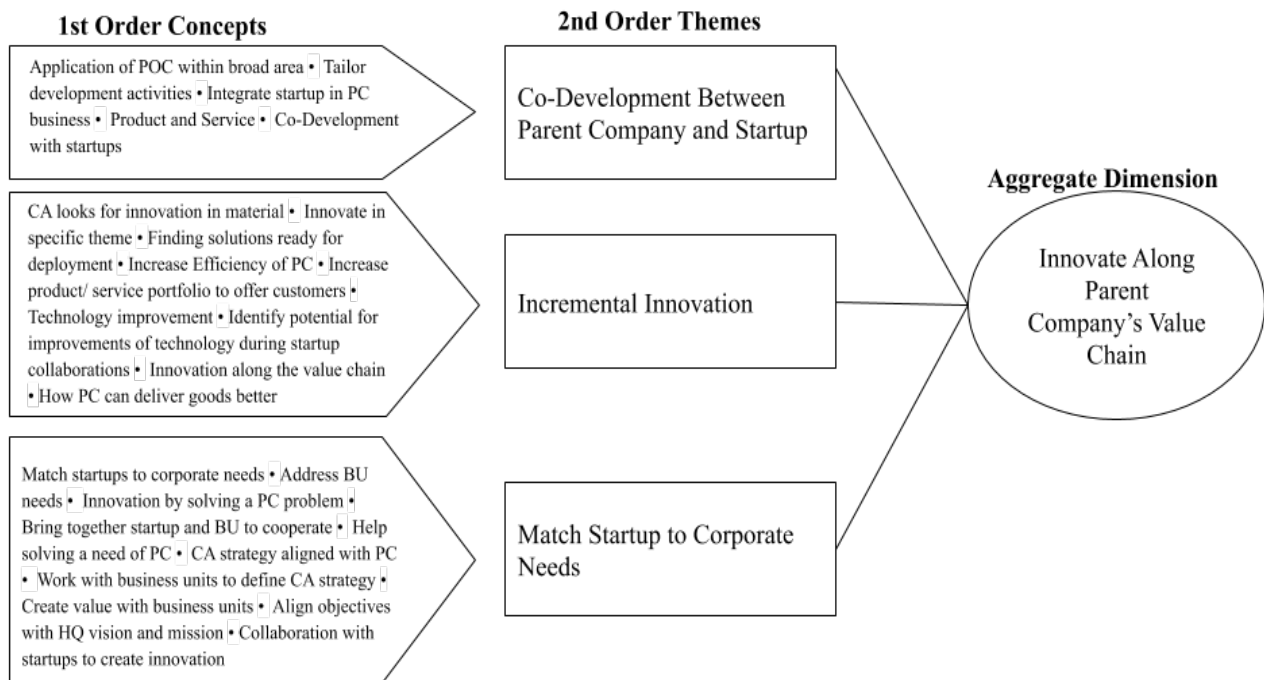 1st Order Concepts
2nd Order Themes
Application of POC within broad area • Tailor
development activities • Integrate startup in PC
business • Product and Service • Co-Development
with startups
Co-Development Between
Parent Company and Startup
CA looks for innovation in material • Innovate in
specific theme • Finding solutions ready for
deployment • Increase Efficiency of PC • Increase
product/ service portfolio to offer customers •
Technology improvement • Identify potential for
improvements of technology during startup
collaborations • Innovation along the value chain
• How PC can deliver goods better
Incremental Innovation
Match startups to corporate needs • Address BU
needs • Innovation by solving a PC problem •
Bring together startup and BU to cooperate • Help
solving a need of PC • CA strategy aligned with PC
• Work with business units to define CA strategy •
Create value with business units • Align objectives
with HQ vision and mission • Collaboration with
startups to create innovation
Match Startup to Corporate
Needs
Aggregate Dimension
Innovate Along
Parent
Company’s Value
Chain